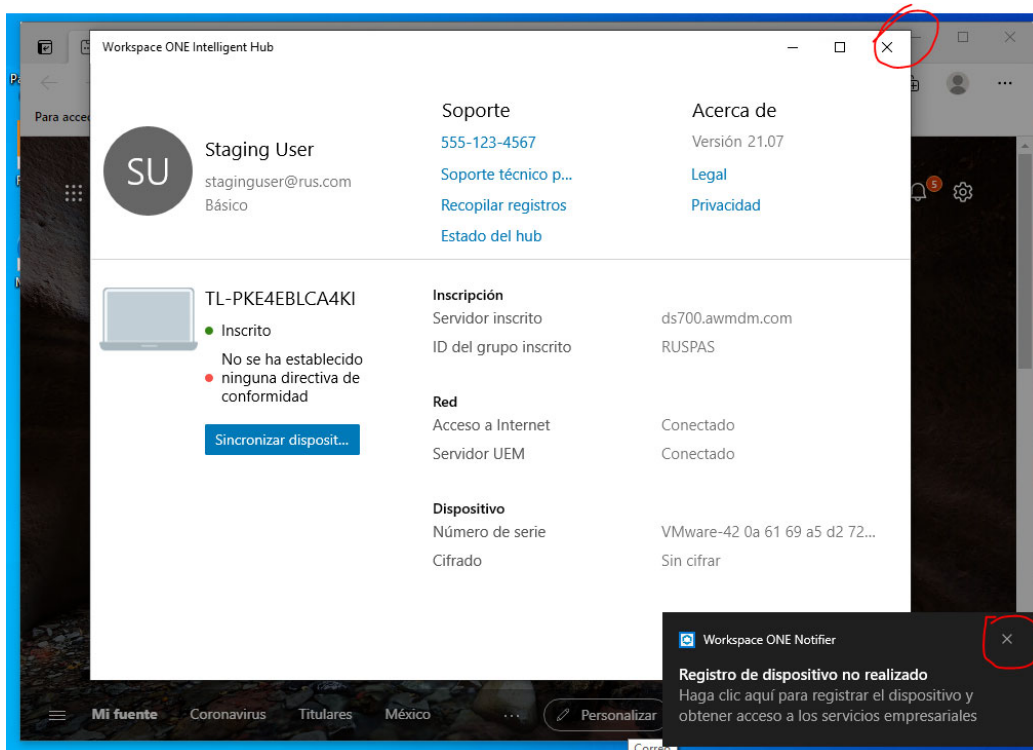 Workspace ONE Intelligent Hub
Para acce
SU
Staging User
staginguser@rus.com
Básico
Soporte
555-123-4567
Soporte técnico p...
Recopilar registros
Estado del hub
Acerca de
Versión 21.07
Legal
Privacidad
5
TL-PKE4EBLCA4KI
Inscrito
No se ha establecido
ninguna directiva de
conformidad
Sincronizar disposit...
Inscripción
Servidor inscrito ds700.awmdm.com
ID del grupo inscrito RUSPAS
Red
Acceso a Internet Conectado
Servidor UEM Conectado
Dispositivo
Número de serie VMware-42 0a 61 69 a5 d2 72...
Cifrado Sin cifrar
Workspace ONE Notifier
Registro de dispositivo no realizado
Haga clic aquí para registrar el dispositivo y
obtener acceso a los servicios empresariales
Mi fuente Coronavirus Titulares México ... Personalizar